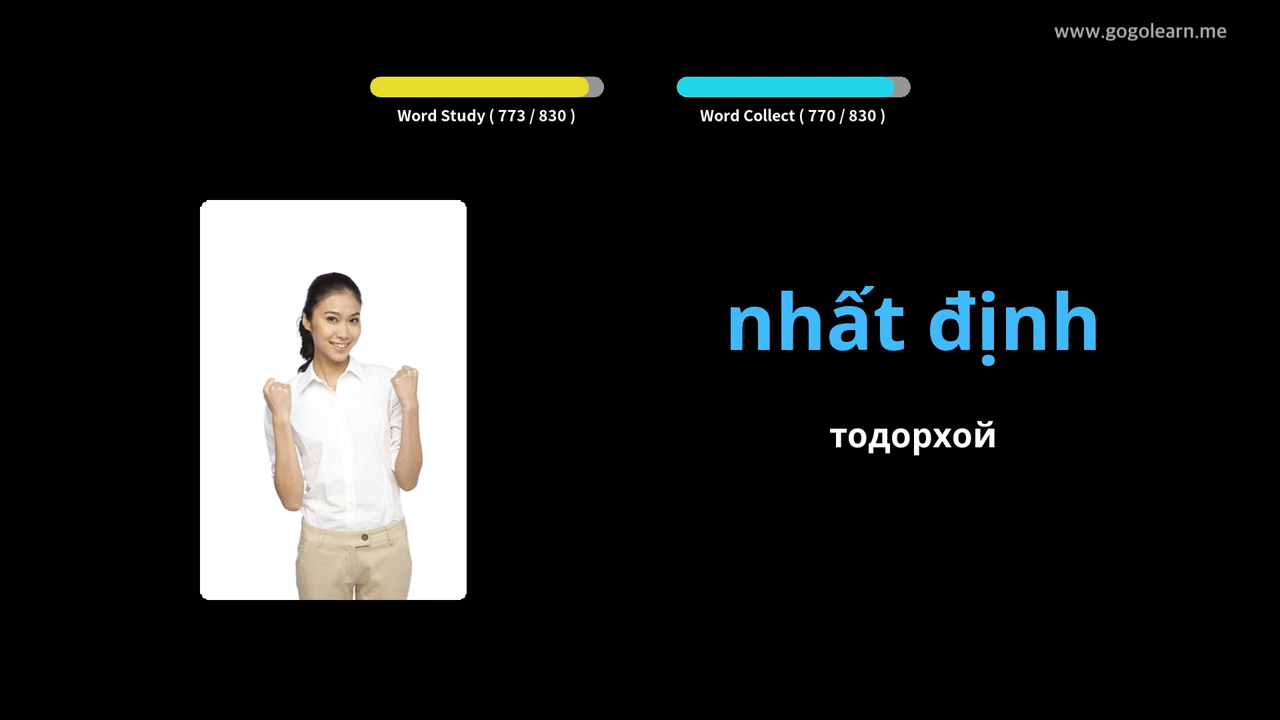 www.gogolearn.me
Word Study ( 773 / 830 )
Word Collect ( 770 / 830 )
nhất định
тодорхой